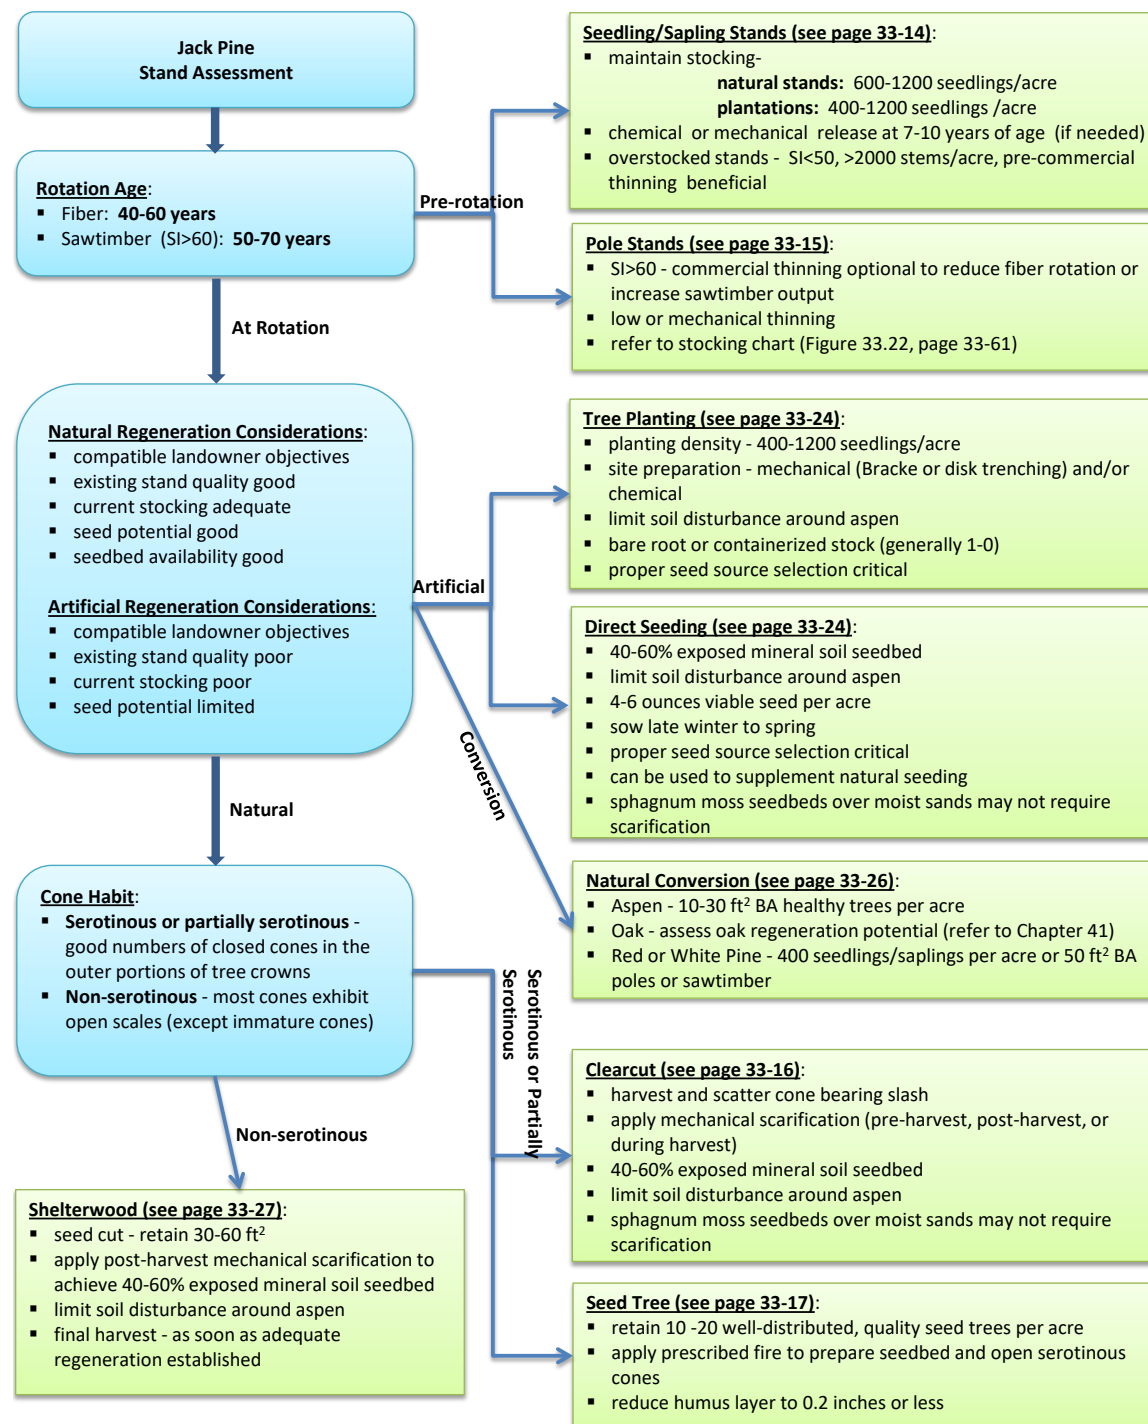 Jack Pine
Stand Assessment
Rotation Age:
▪ Fiber: 40-60 years
▪ Sawtimber (SI>60): 50-70 years
Pre-rotation
Seedling/Sapling Stands (see page 33-14):
▪ maintain stocking-
natural stands: 600-1200 seedlings/acre
plantations: 400-1200 seedlings /acre
▪ chemical or mechanical release at 7-10 years of age (if needed)
▪ overstocked stands - SI<50, >2000 stems/acre, pre-commercial
thinning beneficial
Pole Stands (see page 33-15):
▪ SI>60 - commercial thinning optional to reduce fiber rotation or
increase sawtimber output
▪ low or mechanical thinning
▪ refer to stocking chart (Figure 33.22, page 33-61)
At Rotation
Natural Regeneration Considerations:
▪ compatible landowner objectives
▪ existing stand quality good
▪ current stocking adequate
▪ seed potential good
▪ seedbed availability good
Artificial Regeneration Considerations:
▪ compatible landowner objectives
▪ existing stand quality poor
▪ current stocking poor
▪ seed potential limited
Artificial
Tree Planting (see page 33-24):
▪ planting density - 400-1200 seedlings/acre
▪ site preparation - mechanical (Bracke or disk trenching) and/or
chemical
▪ limit soil disturbance around aspen
▪ bare root or containerized stock (generally 1-0)
▪ proper seed source selection critical
Direct Seeding (see page 33-24):
▪ 40-60% exposed mineral soil seedbed
▪ limit soil disturbance around aspen
▪ 4-6 ounces viable seed per acre
▪ sow late winter to spring
▪ proper seed source selection critical
▪ can be used to supplement natural seeding
▪ sphagnum moss seedbeds over moist sands may not require
scarification
Conversion
Natural Conversion (see page 33-26):
▪ Aspen - 10-30 ft² BA healthy trees per acre
▪ Oak - assess oak regeneration potential (refer to Chapter 41)
▪ Red or White Pine - 400 seedlings/saplings per acre or 50 ft² BA
poles or sawtimber
Natural
Cone Habit:
▪ Serotinous or partially serotinous -
good numbers of closed cones in the
outer portions of tree crowns
▪ Non-serotinous - most cones exhibit
open scales (except immature cones)
Serotinous or Partially
Serotinous
Clearcut (see page 33-16):
▪ harvest and scatter cone bearing slash
▪ apply mechanical scarification (pre-harvest, post-harvest, or
during harvest)
▪ 40-60% exposed mineral soil seedbed
▪ limit soil disturbance around aspen
▪ sphagnum moss seedbeds over moist sands may not require
scarification
Seed Tree (see page 33-17):
▪ retain 10 -20 well-distributed, quality seed trees per acre
▪ apply prescribed fire to prepare seedbed and open serotinous
cones
▪ reduce humus layer to 0.2 inches or less
Non-serotinous
Shelterwood (see page 33-27):
▪ seed cut - retain 30-60 ft²
▪ apply post-harvest mechanical scarification to
achieve 40-60% exposed mineral soil seedbed
▪ limit soil disturbance around aspen
▪ final harvest - as soon as adequate
regeneration established